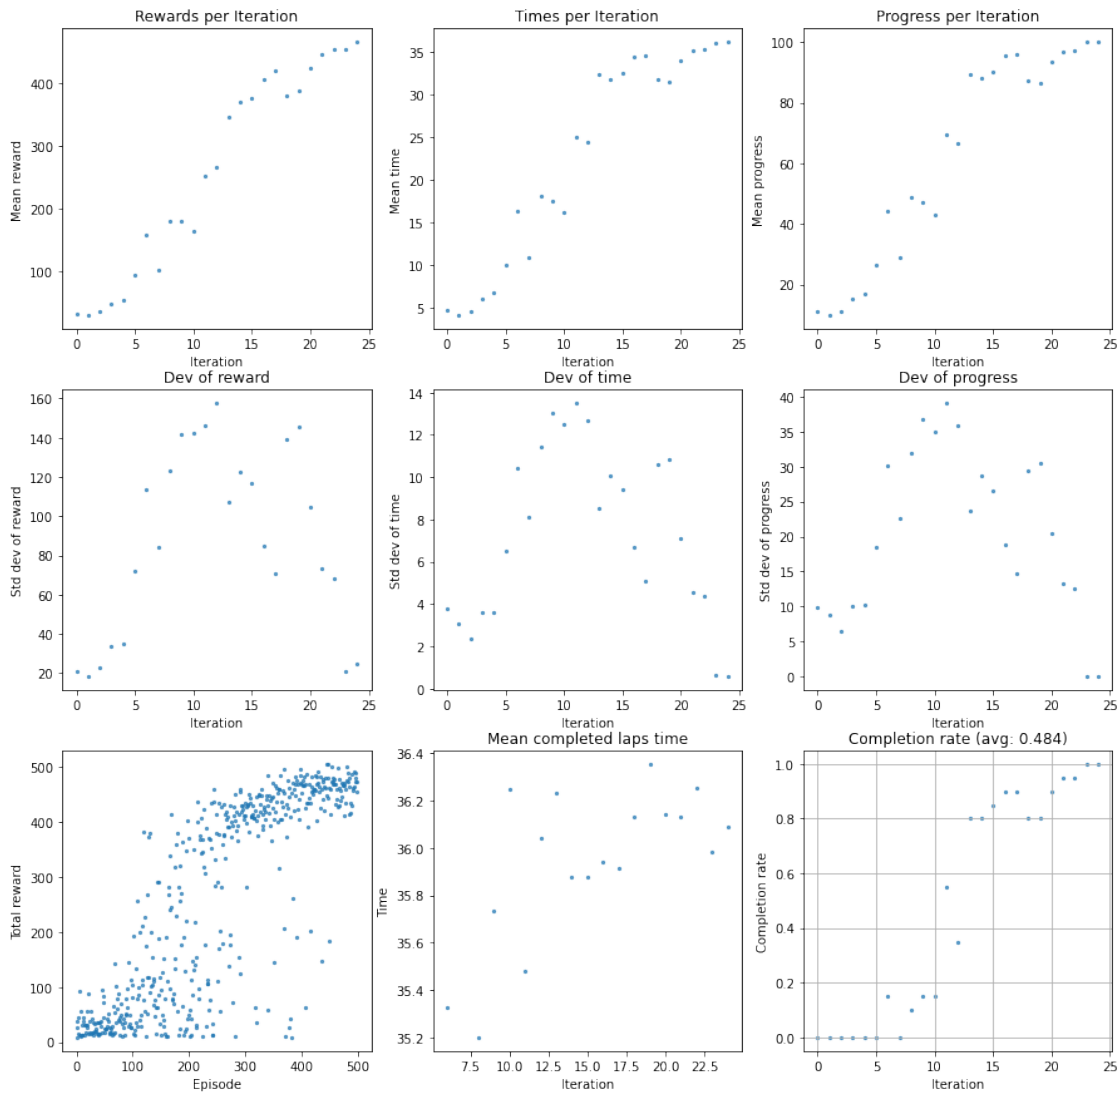 Rewards per Iteration
Mean reward
400
300
200
100
0 5 10 15 20 25
Iteration
Times per Iteration
Mean time
35
30
25
20
15
10
5
0 5 10 15 20 25
Iteration
Progress per Iteration
Mean progress
100
80
60
40
20
0 5 10 15 20 25
Iteration
Dev of reward
Std dev of reward
160
140
120
100
80
60
40
20
0 5 10 15 20 25
Iteration
Dev of time
Std dev of time
14
12
10
8
6
4
2
0
0 5 10 15 20 25
Iteration
Dev of progress
Std dev of progress
40
35
30
25
20
15
10
5
0
0 5 10 15 20 25
Iteration
Total reward
500
400
300
200
100
0
0 100 200 300 400 500
Episode
Mean completed laps time
Time
36.4
36.2
36.0
35.8
35.6
35.4
35.2
7.5 10.0 12.5 15.0 17.5 20.0 22.5
Iteration
Completion rate (avg: 0.484)
Completion rate
1.0
0.8
0.6
0.4
0.2
0.0
0 5 10 15 20 25
Iteration